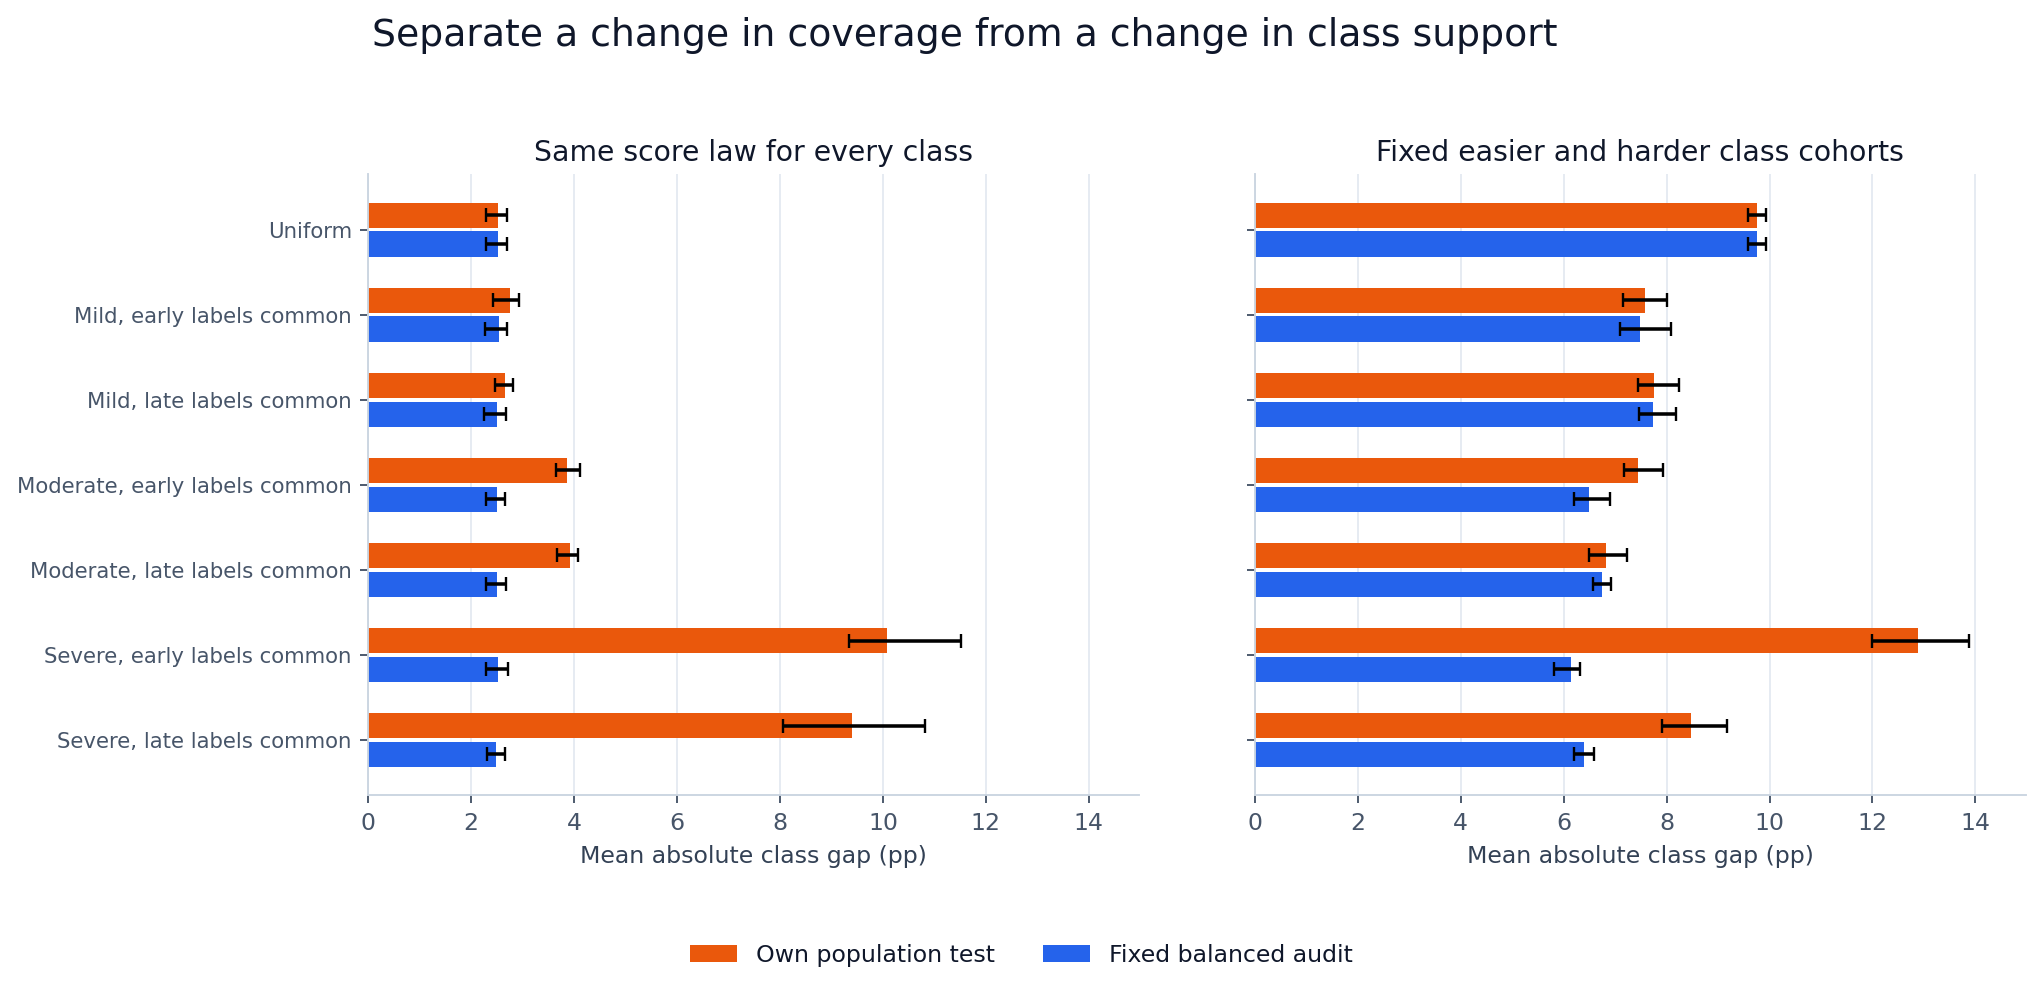 Separate a change in coverage from a change in class support
Same score law for every class
Fixed easier and harder class cohorts
Uniform
Mild, early labels common
Mild, late labels common
Moderate, early labels common
Moderate, late labels common
Severe, early labels common
Severe, late labels common
0 2 4 6 8 10 12 14
0 2 4 6 8 10 12 14
Mean absolute class gap (pp)
Mean absolute class gap (pp)
Own population test
Fixed balanced audit